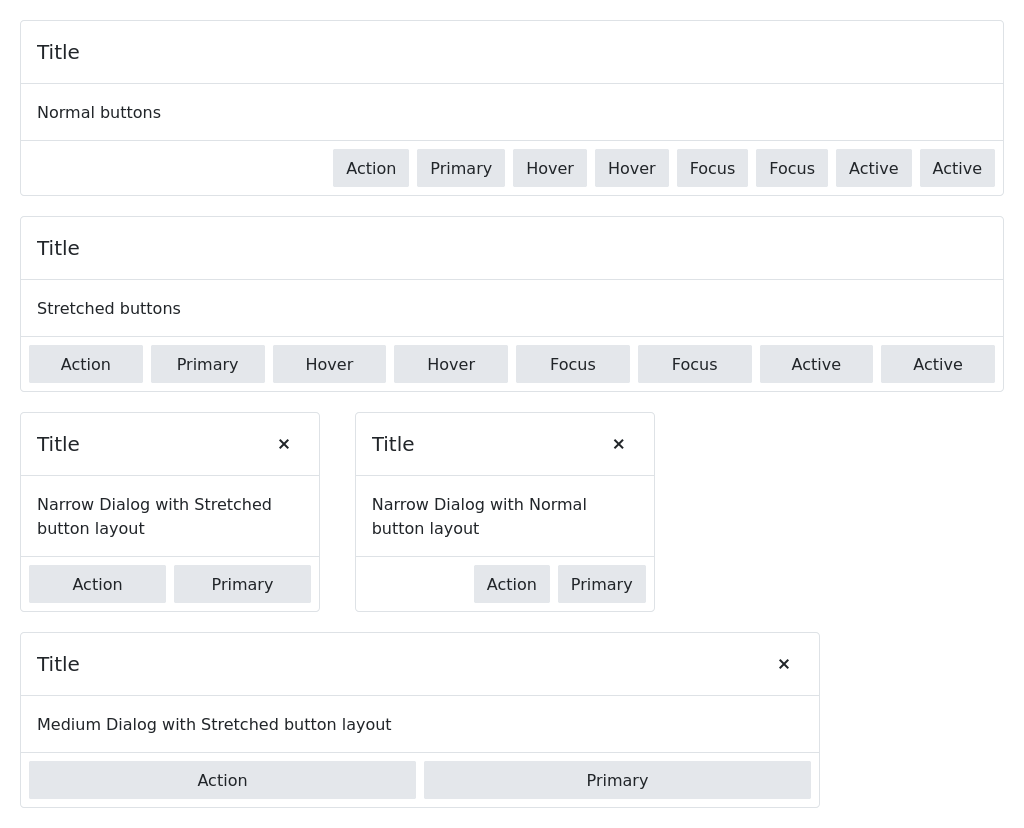 Title
Normal buttons
Action Primary Hover Hover Focus Focus Active Active
Title
Stretched buttons
Action Primary Hover Hover Focus Focus Active Active
Title
Narrow Dialog with Stretched
button layout
Action Primary
Title
Narrow Dialog with Normal
button layout
Action Primary
Title
Medium Dialog with Stretched button layout
Action Primary